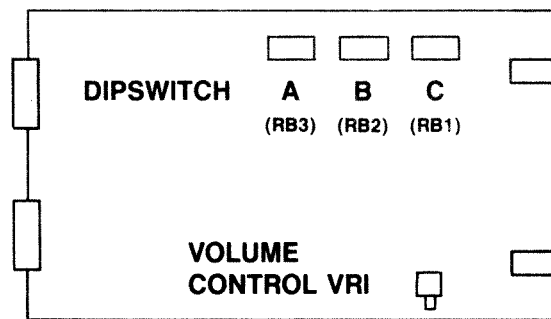 DIPSWITCH A B C
(RB3) (RB2) (RB1)
VOLUME
CONTROL VRI